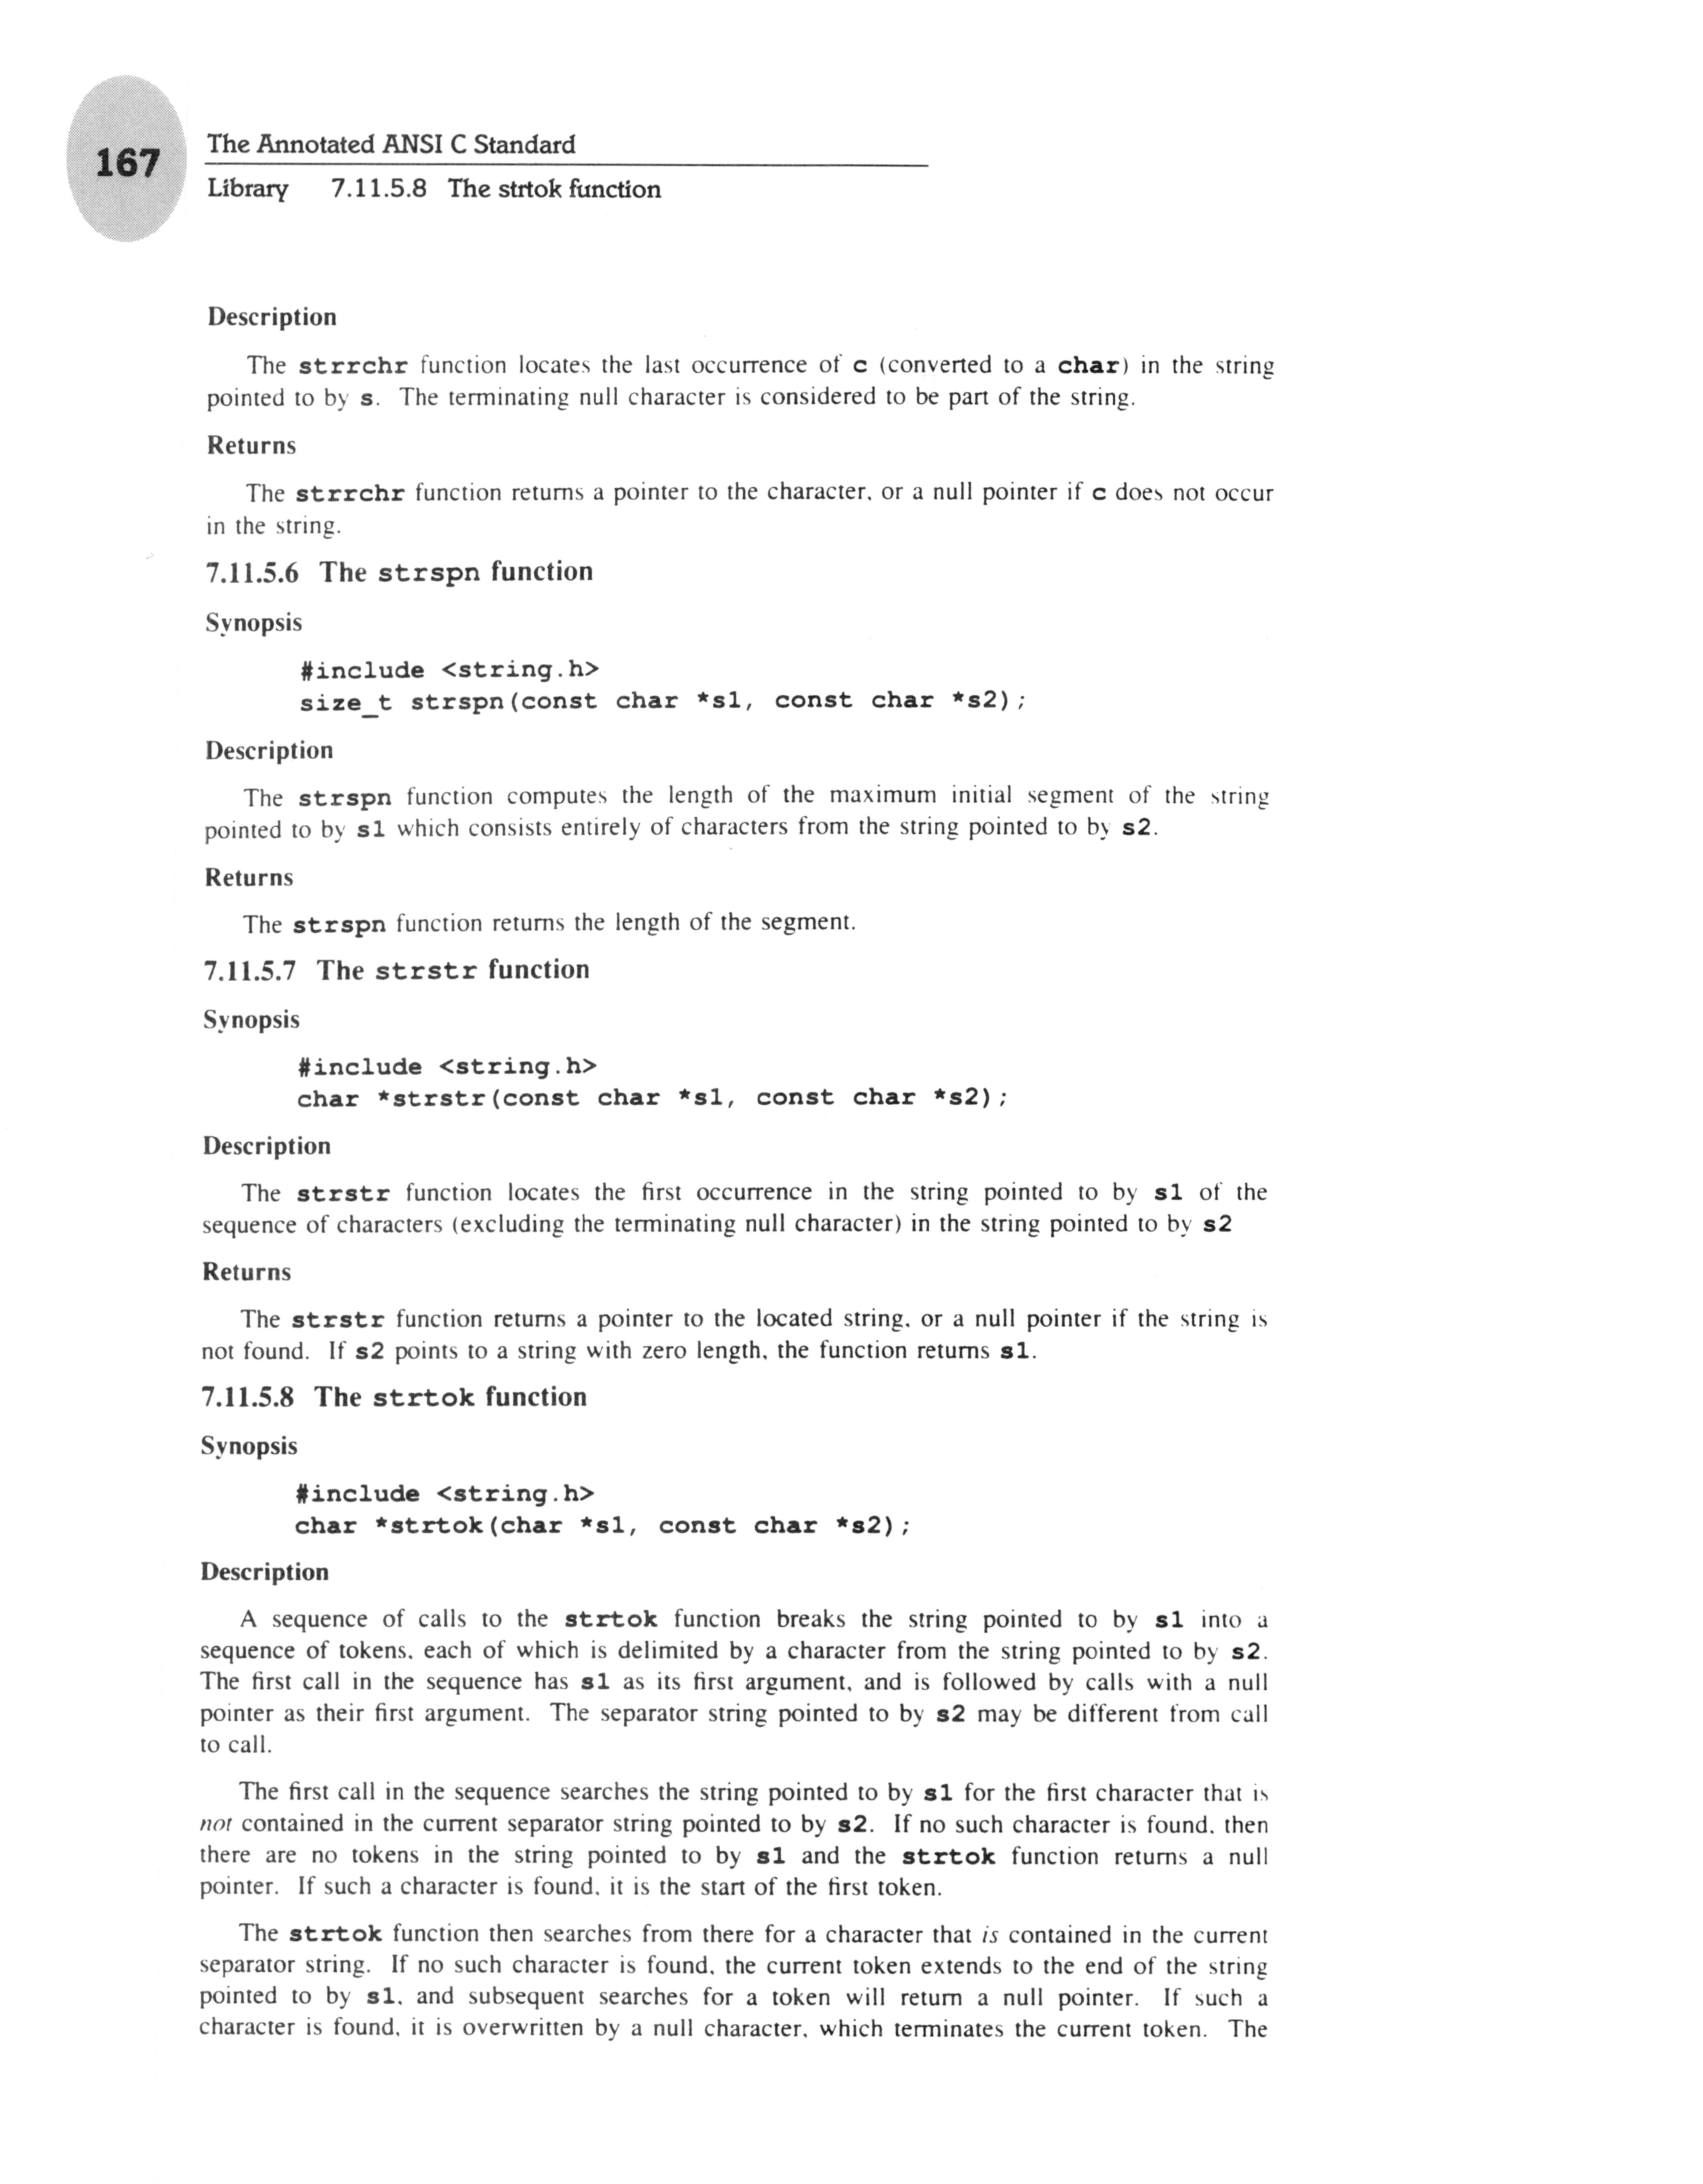 167
The Annotated ANSI C Standard
Library 7.11.5.8 The strtok function
Description
The strrchr function locates the last occurrence of c (converted to a char) in the string
pointed to by s. The terminating null character is considered to be part of the string.
Returns
The strrchr function returns a pointer to the character, or a null pointer if c does not occur
in the string.
7.11.5.6 The strspn function
Synopsis
#include <string.h>
size_t strspn(const char *s1, const char *s2);
Description
The strspn function computes the length of the maximum initial segment of the string
pointed to by s1 which consists entirely of characters from the string pointed to by s2.
Returns
The strspn function returns the length of the segment.
7.11.5.7 The strstr function
Synopsis
#include <string.h>
char *strstr(const char *s1, const char *s2);
Description
The strstr function locates the first occurrence in the string pointed to by s1 of the
sequence of characters (excluding the terminating null character) in the string pointed to by s2
Returns
The strstr function returns a pointer to the located string, or a null pointer if the string is
not found. If s2 points to a string with zero length, the function returns s1.
7.11.5.8 The strtok function
Synopsis
#include <string.h>
char *strtok(char *s1, const char *s2);
Description
A sequence of calls to the strtok function breaks the string pointed to by s1 into a
sequence of tokens, each of which is delimited by a character from the string pointed to by s2.
The first call in the sequence has s1 as its first argument, and is followed by calls with a null
pointer as their first argument. The separator string pointed to by s2 may be different from call
to call.
The first call in the sequence searches the string pointed to by s1 for the first character that is
not contained in the current separator string pointed to by s2. If no such character is found, then
there are no tokens in the string pointed to by s1 and the strtok function returns a null
pointer. If such a character is found, it is the start of the first token.
The strtok function then searches from there for a character that is contained in the current
separator string. If no such character is found, the current token extends to the end of the string
pointed to by s1, and subsequent searches for a token will return a null pointer. If such a
character is found, it is overwritten by a null character, which terminates the current token. The